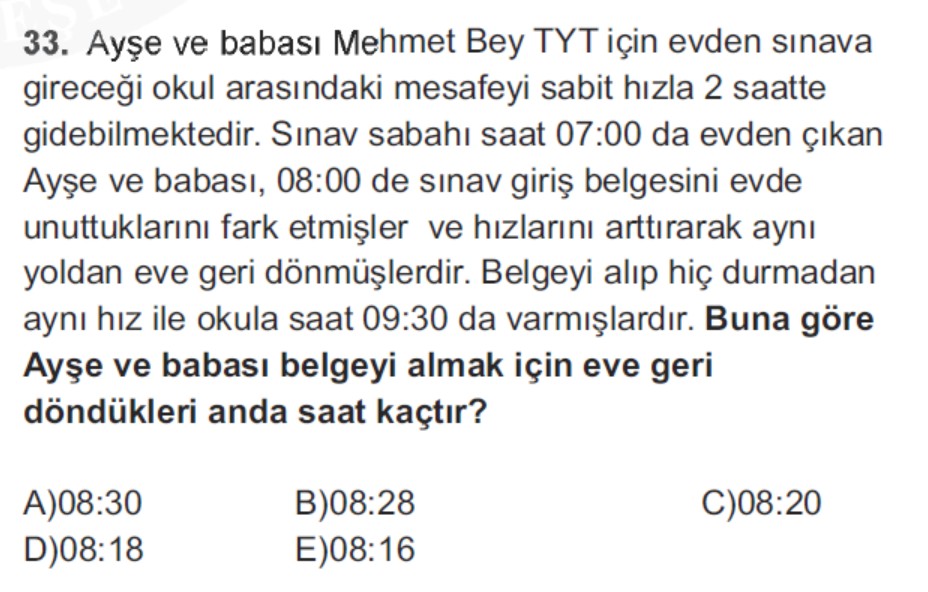 33. Ayşe ve babası Mehmet Bey TYT için evden sınava
gireceği okul arasındaki mesafeyi sabit hızla 2 saatte
gidebilmektedir. Sınav sabahı saat 07:00 da evden çıkan
Ayşe ve babası, 08:00 de sınav giriş belgesini evde
unuttuklarını fark etmişler ve hızlarını arttırarak aynı
yoldan eve geri dönmüşlerdir. Belgeyi alıp hiç durmadan
aynı hız ile okula saat 09:30 da varmışlardır. Buna göre
Ayşe ve babası belgeyi almak için eve geri
döndükleri anda saat kaçtır?
A)08:30 B)08:28 C)08:20
D)08:18 E)08:16